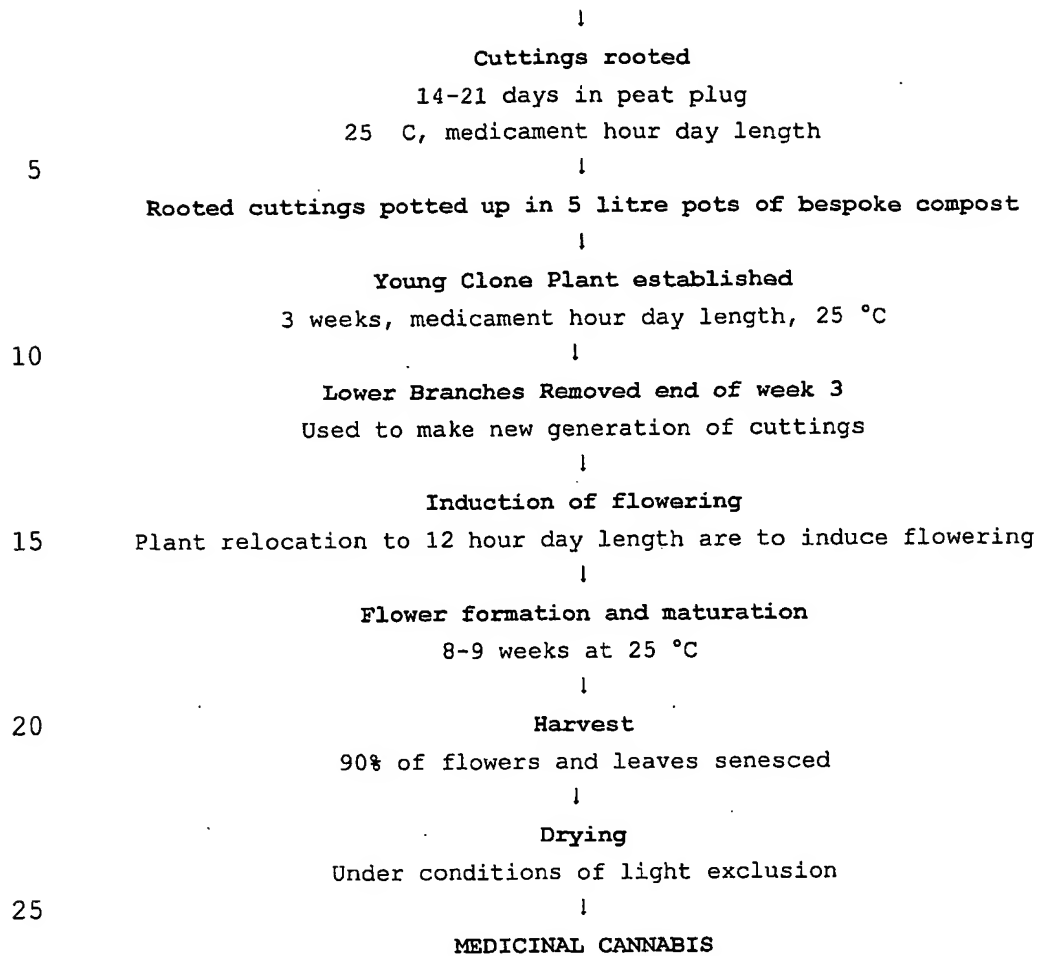 ↓
Cuttings rooted
14-21 days in peat plug
25 C, medicament hour day length
5 ↓
Rooted cuttings potted up in 5 litre pots of bespoke compost
↓
Young Clone Plant established
3 weeks, medicament hour day length, 25 °C
10 ↓
Lower Branches Removed end of week 3
Used to make new generation of cuttings
↓
Induction of flowering
15 Plant relocation to 12 hour day length are to induce flowering
↓
Flower formation and maturation
8-9 weeks at 25 °C
↓
20 Harvest
90% of flowers and leaves senesced
↓
Drying
Under conditions of light exclusion
25 ↓
MEDICINAL CANNABIS